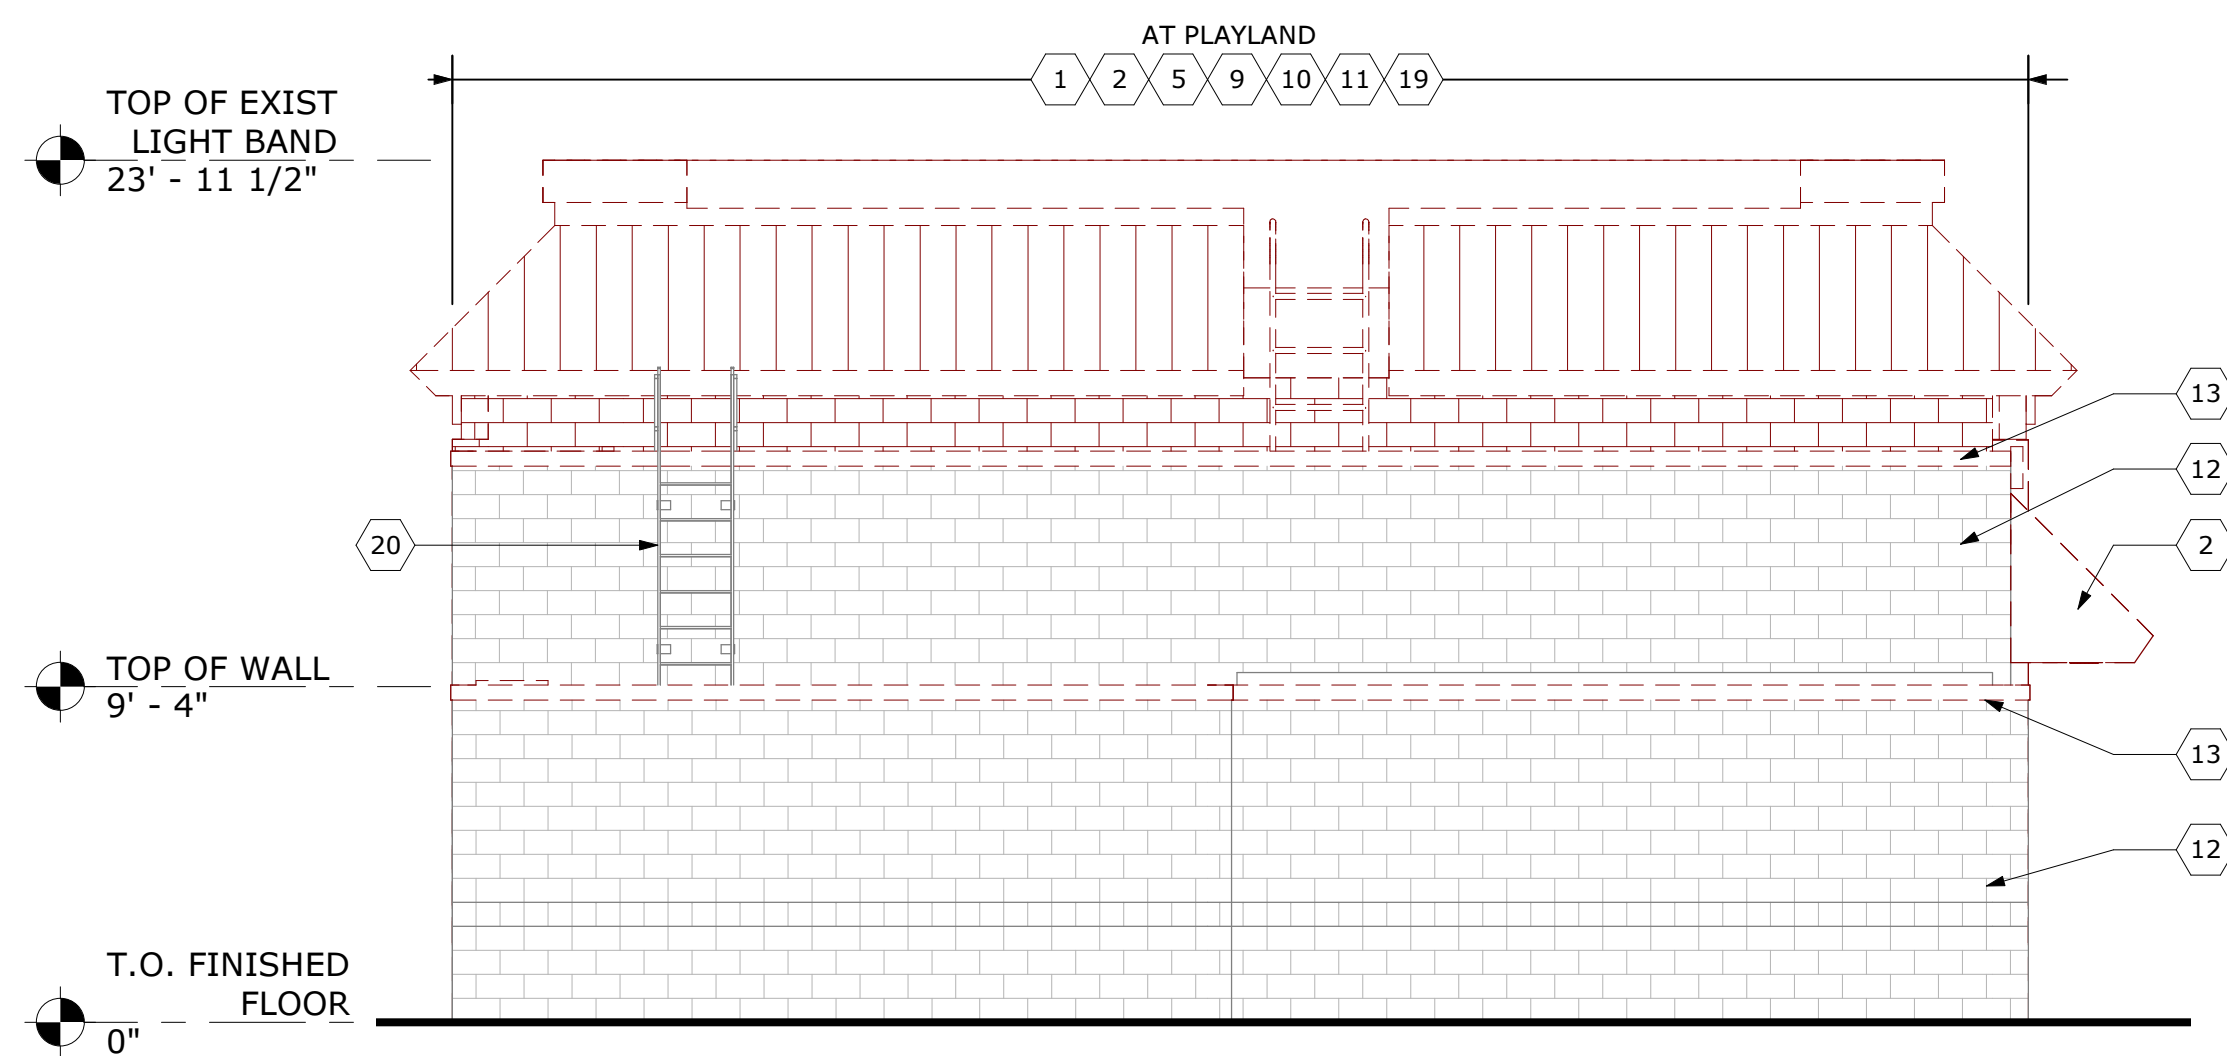 AT PLAYLAND
1 2 5 9 10 11 19
TOP OF EXIST
LIGHT BAND
23' - 11 1/2"
13
12
20
2
TOP OF WALL
9' - 4"
13
12
T.O. FINISHED
FLOOR
0"